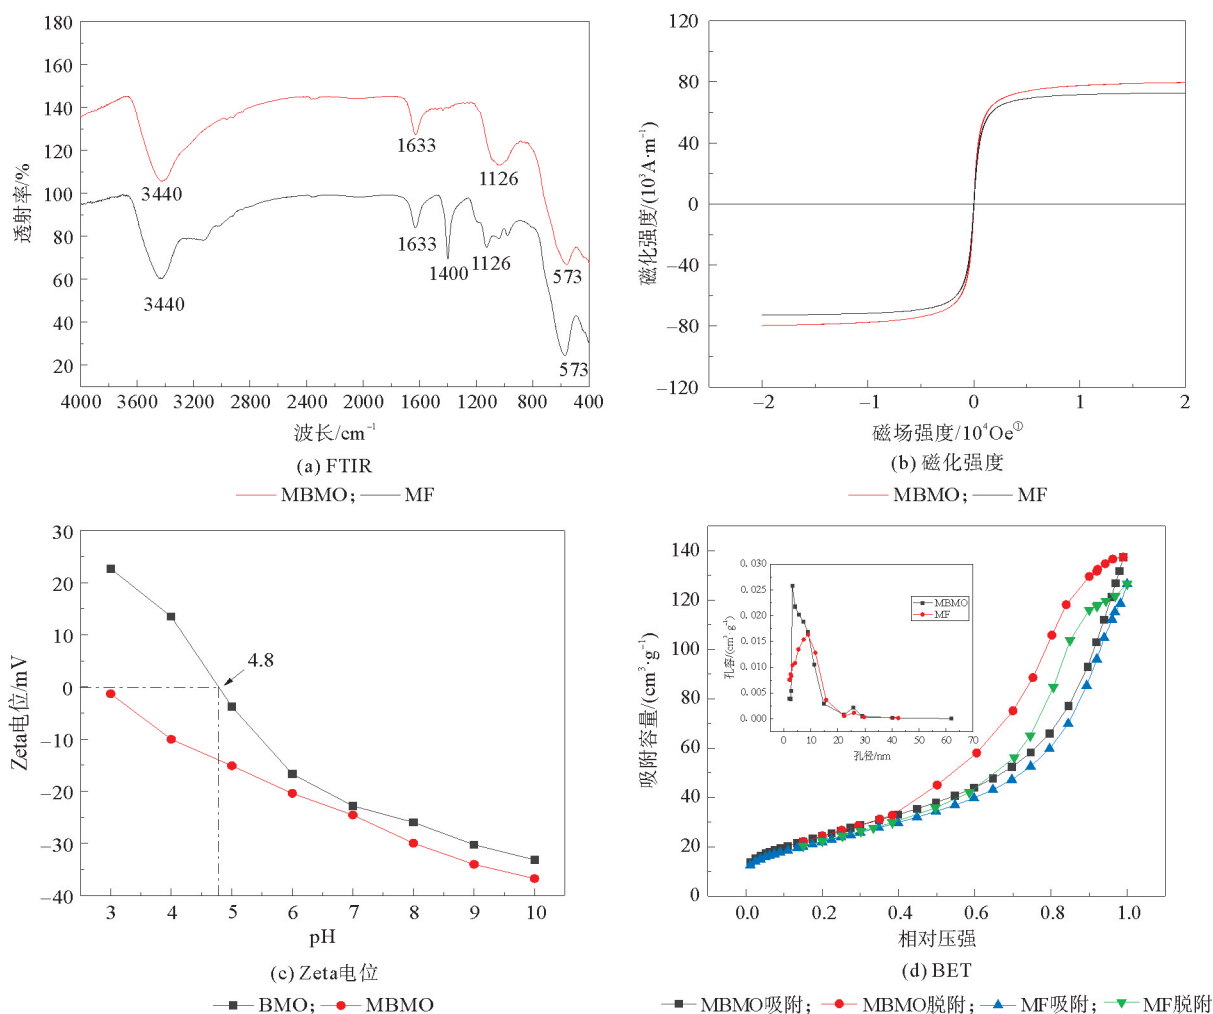 180
160
140
120
100
80
60
40
20
透射率/%
3440
1633
1126
573
3440
1633
1400
1126
573
4000 3600 3200 2800 2400 2000 1600 1200 800 400
波长/cm⁻¹
(a) FTIR
MBMO; MF
120
80
40
0
−40
−80
−120
磁化强度/(10³A·m⁻¹)
−2 −1 0 1 2
磁场强度/10⁴Oe①
(b) 磁化强度
MBMO; MF
30
20
10
0
−10
−20
−30
−40
Zeta电位/mV
4.8
3 4 5 6 7 8 9 10
pH
(c) Zeta电位
BMO; MBMO
140
120
100
80
60
40
20
0
吸附容量/(cm³·g⁻¹)
0.030
0.025
0.020
0.015
0.010
0.005
0.000
孔容/(cm³·g⁻¹)
MBMO
MF
0 10 20 30 40 50 60 70
孔径/nm
0.0 0.2 0.4 0.6 0.8 1.0
相对压强
(d) BET
MBMO吸附; MBMO脱附; MF吸附; MF脱附